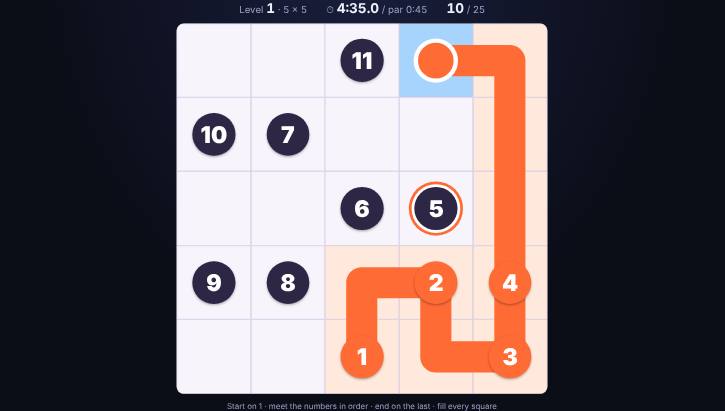 Level 1 · 5 × 5 ⏱ 4:35.0 / par 0:45 10 / 25
11
10 7
6 5
9 8 2 4
1 3
Start on 1 · meet the numbers in order · end on the last · fill every square